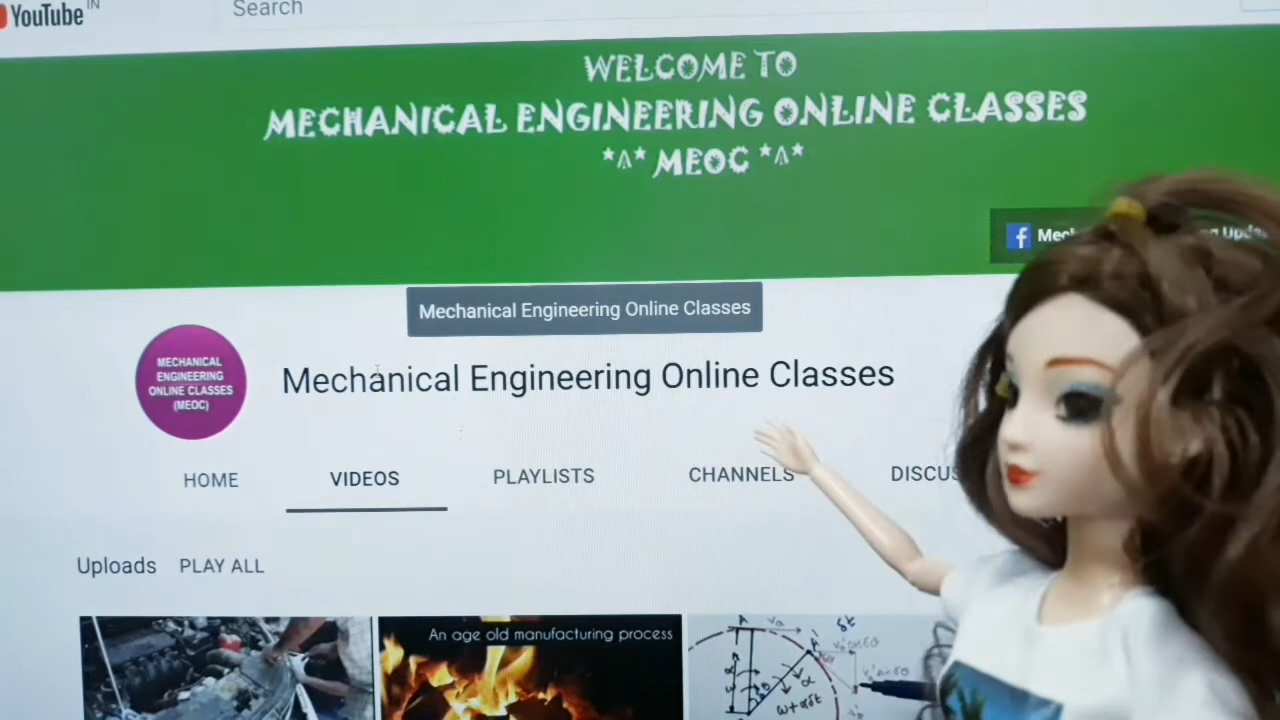 YouTube IN
Search
WELCOME TO
MECHANICAL ENGINEERING ONLINE CLASSES
*^* MEOC *^*
Mechanical Engineering Online Classes
MECHANICAL
ENGINEERING
ONLINE CLASSES
(MEOC)
Mechanical Engineering Online Classes
HOME VIDEOS PLAYLISTS CHANNELS
Uploads PLAY ALL
An age old manufacturing process